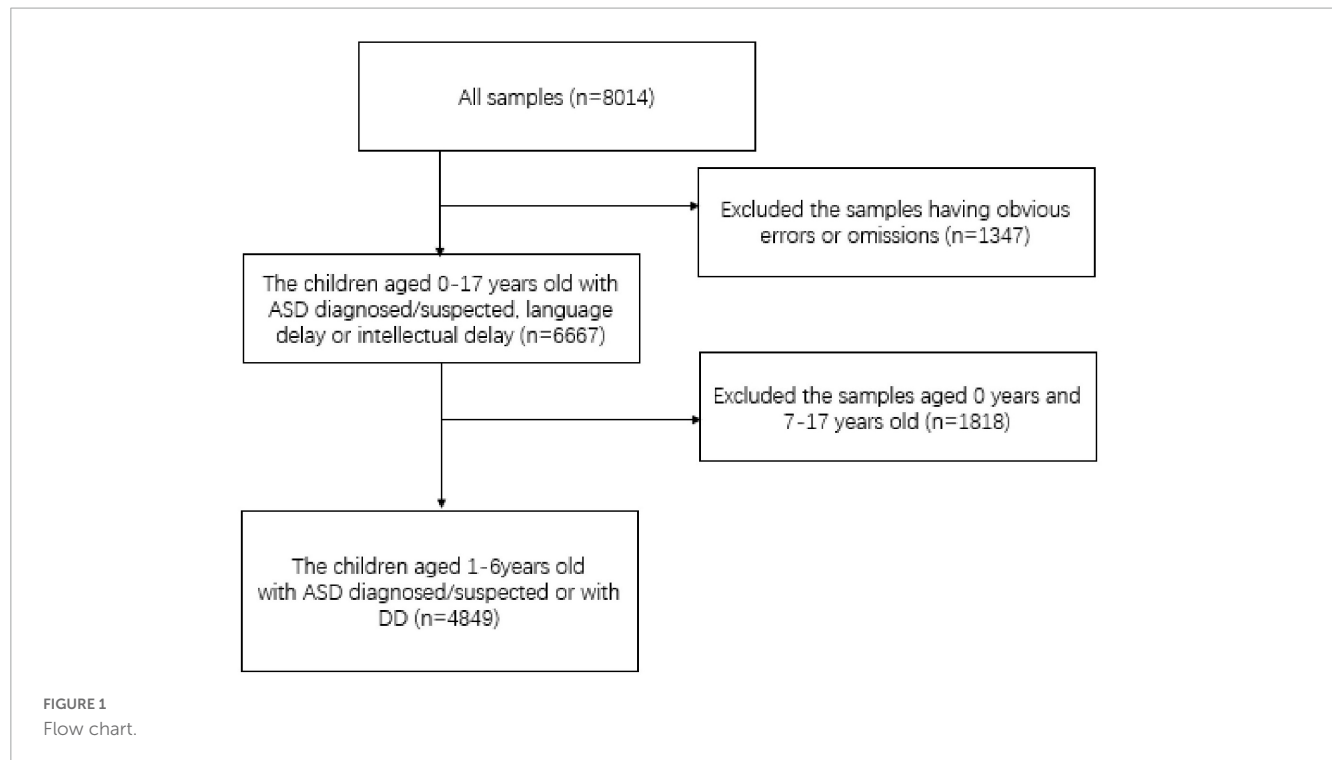 All samples (n=8014)
Excluded the samples having obvious
errors or omissions (n=1347)
The children aged 0-17 years old with
ASD diagnosed/suspected, language
delay or intellectual delay (n=6667)
Excluded the samples aged 0 years and
7-17 years old (n=1818)
The children aged 1-6years old
with ASD diagnosed/suspected or with
DD (n=4849)
FIGURE 1
Flow chart.